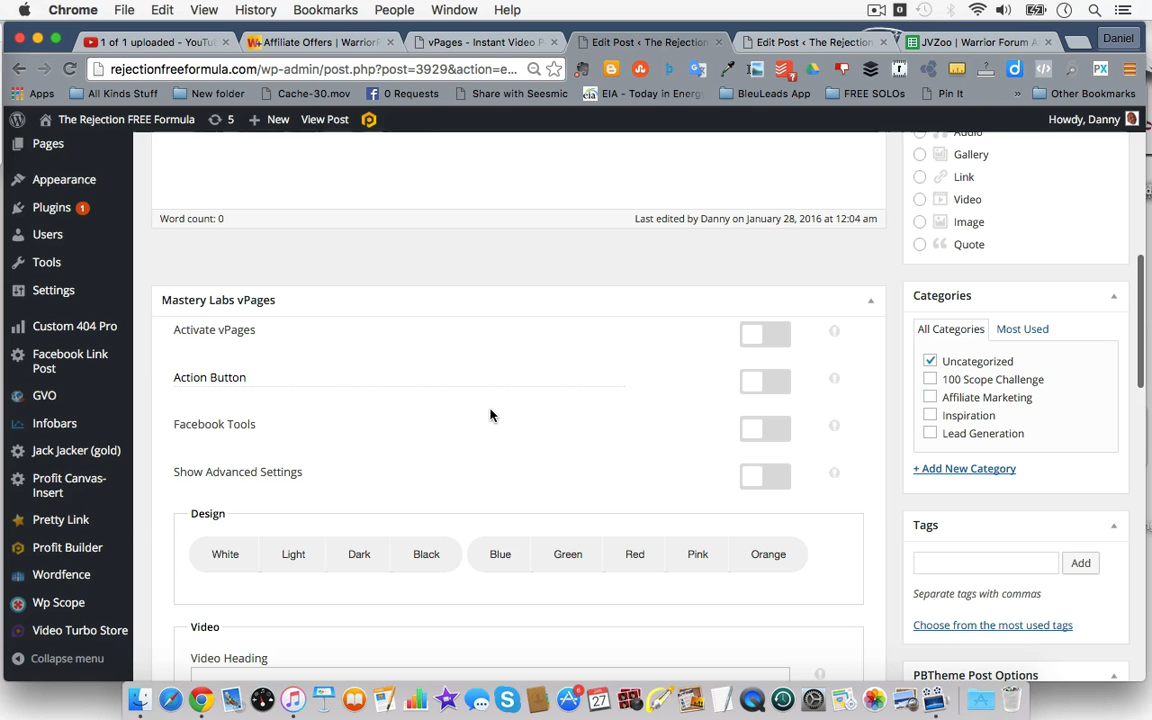 Chrome File Edit View History Bookmarks People Window Help
1 of 1 uploaded - YouTu
Affiliate Offers | Warrior
vPages - Instant Video P
Edit Post ‹ The Rejection
Edit Post ‹ The Rejection
JVZoo | Warrior Forum A
Daniel
rejectionfreeformula.com/wp-admin/post.php?post=3929&action=e...
Apps All Kinds Stuff New folder Cache-30.mov 0 Requests Share with Seesmic EIA - Today in Energ BleuLeads App FREE SOLOs Pin It » Other Bookmarks
The Rejection FREE Formula 5 New View Post Howdy, Danny
Pages
Appearance
Plugins 1
Users
Tools
Settings
Custom 404 Pro
Facebook Link
Post
GVO
Infobars
Jack Jacker (gold)
Profit Canvas-
Insert
Pretty Link
Profit Builder
Wordfence
Wp Scope
Video Turbo Store
Collapse menu
Word count: 0
Last edited by Danny on January 28, 2016 at 12:04 am
Mastery Labs vPages
Activate vPages
Action Button
Facebook Tools
Show Advanced Settings
Design
White Light Dark Black Blue Green Red Pink Orange
Video
Video Heading
Audio
Gallery
Link
Video
Image
Quote
Categories
All Categories Most Used
Uncategorized
100 Scope Challenge
Affiliate Marketing
Inspiration
Lead Generation
+ Add New Category
Tags
Add
Separate tags with commas
Choose from the most used tags
PBTheme Post Options